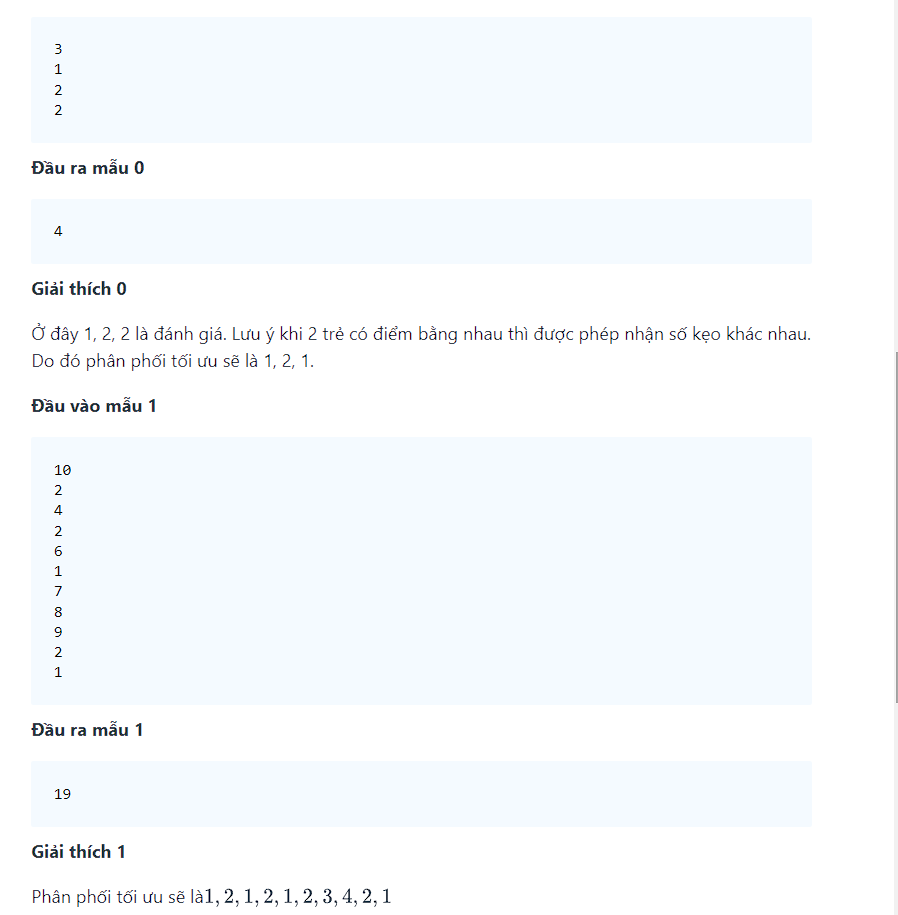 3
1
2
2
Đầu ra mẫu 0
4
Giải thích 0
Ở đây 1, 2, 2 là đánh giá. Lưu ý khi 2 trẻ có điểm bằng nhau thì được phép nhận số kẹo khác nhau.
Do đó phân phối tối ưu sẽ là 1, 2, 1.
Đầu vào mẫu 1
10
2
4
2
6
1
7
8
9
2
1
Đầu ra mẫu 1
19
Giải thích 1
Phân phối tối ưu sẽ là1, 2, 1, 2, 1, 2, 3, 4, 2, 1